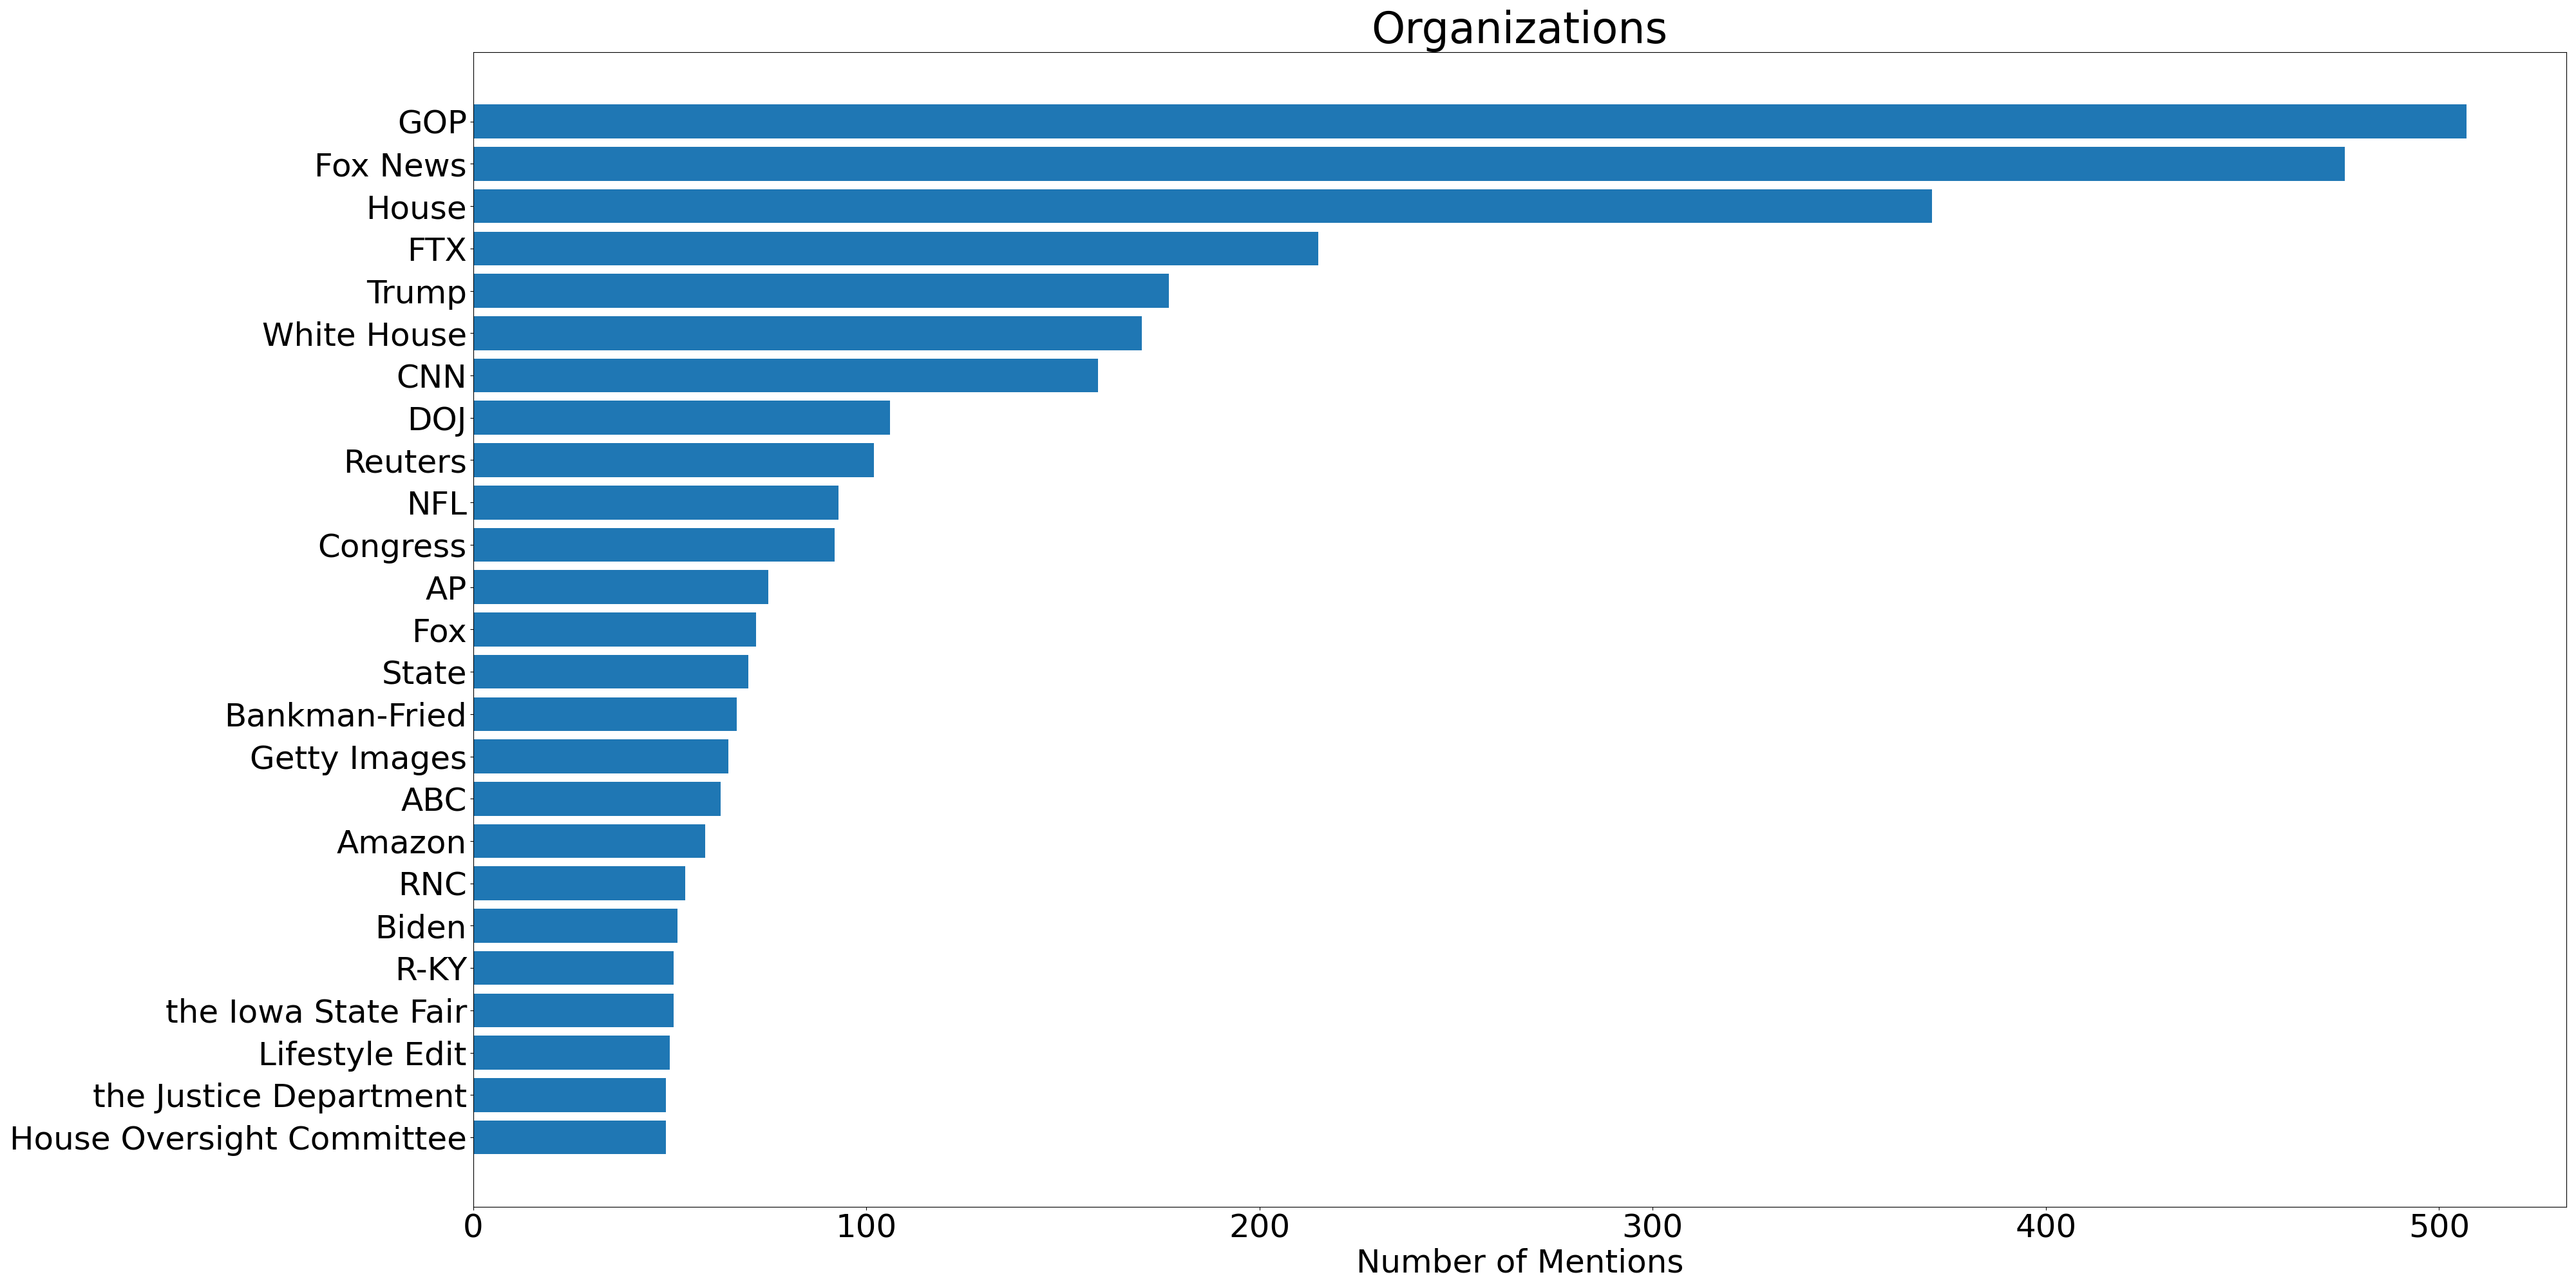 Organizations
GOP
Fox News
House
FTX
Trump
White House
CNN
DOJ
Reuters
NFL
Congress
AP
Fox
State
Bankman-Fried
Getty Images
ABC
Amazon
RNC
Biden
R-KY
the Iowa State Fair
Lifestyle Edit
the Justice Department
House Oversight Committee
0 100 200 300 400 500
Number of Mentions